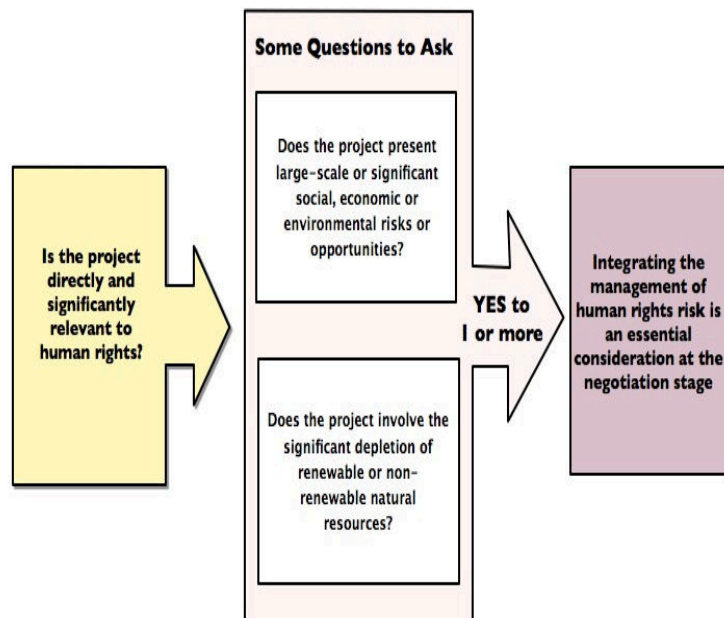 Is the project
directly and
significantly
relevant to
human rights?
Some Questions to Ask
Does the project present
large-scale or significant
social, economic or
environmental risks or
opportunities?
Does the project involve the
significant depletion of
renewable or non-
renewable natural
resources?
YES to
1 or more
Integrating the
management of
human rights risk is
an essential
consideration at the
negotiation stage